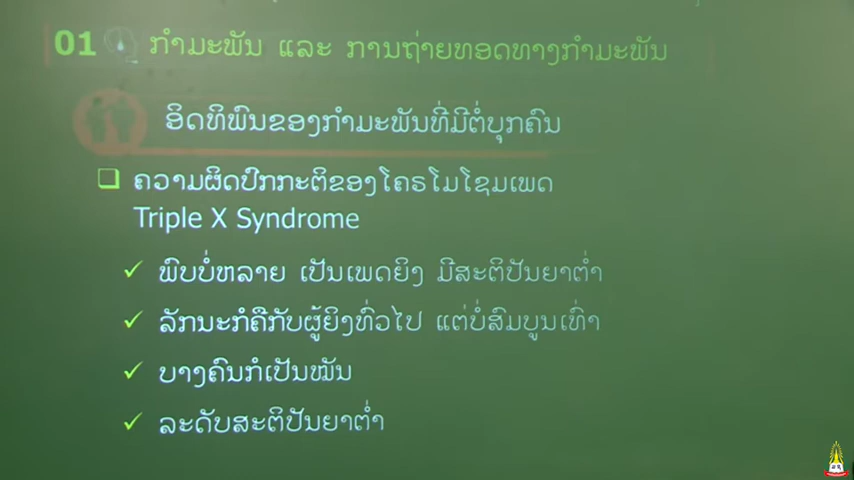 01 ກຳມະພັນ ແລະ ການຖ່າຍທອດທາງກຳມະພັນ
ອິດທິພົນຂອງກຳມະພັນທີ່ມີຕໍ່ບຸກຄົນ
ຄວາມຜິດປົກກະຕິຂອງໂຄຣໂມໂຊມເພດ
Triple X Syndrome
ພົບບໍ່ຫລາຍ ເປັນເພດຍິງ ມີສະຕິປັນຍາຕ່ຳ
ລັກນະກໍຄືກັບຜູ້ຍິງທົ່ວໄປ ແຕ່ບໍ່ສົມບູນເທົ່າ
ບາງຄົນກໍເປັນໝັນ
ລະດັບສະຕິປັນຍາຕ່ຳ